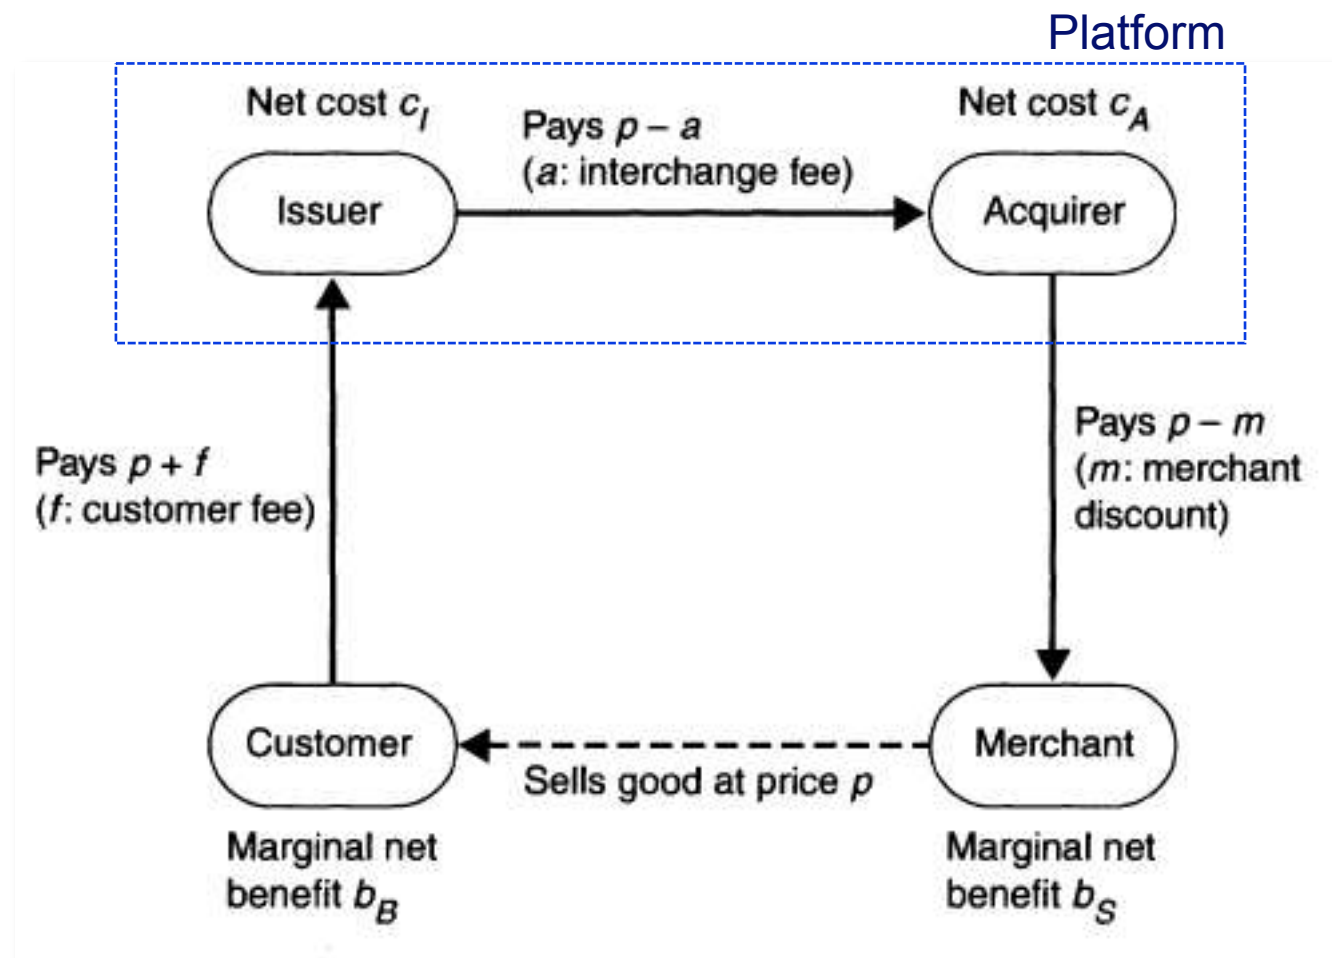 Platform
Net cost c_I
Net cost c_A
Pays p – a
(a: interchange fee)
Issuer
Acquirer
Pays p + f
(f: customer fee)
Pays p – m
(m: merchant
discount)
Customer
Merchant
Sells good at price p
Marginal net
benefit b_B
Marginal net
benefit b_S